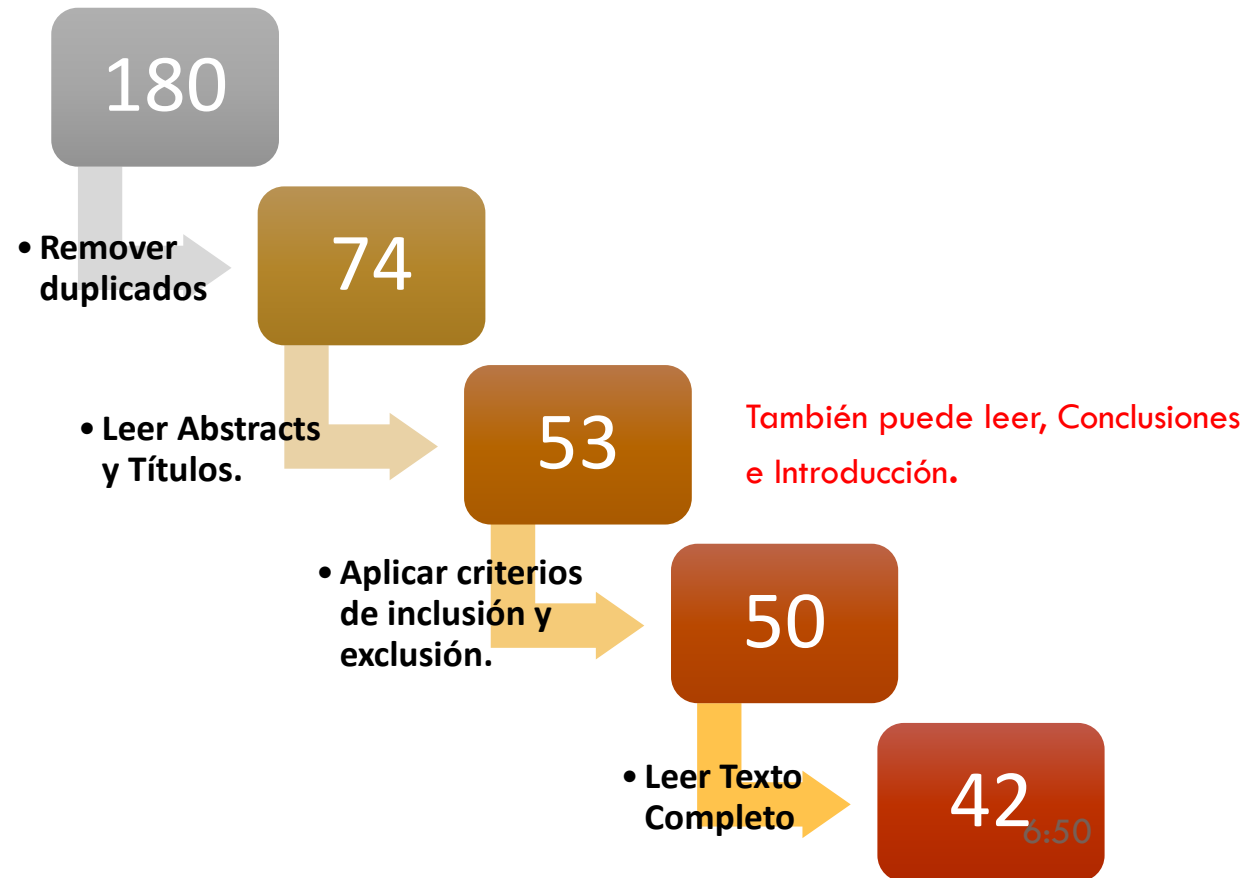 180
• Remover
duplicados
74
• Leer Abstracts
y Títulos.
53
También puede leer, Conclusiones
e Introducción.
• Aplicar criterios
de inclusión y
exclusión.
50
• Leer Texto
Completo
42
6:50